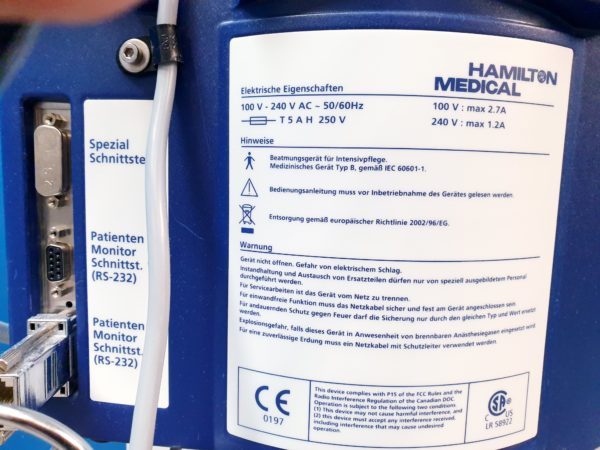 Spezial
Schnittste
Patienten
Monitor
Schnittst.
(RS-232)
Patienten
Monitor
Schnittst.
(RS-232)
HAMILTON
MEDICAL
Elektrische Eigenschaften
100 V - 240 V AC ~ 50/60Hz
100 V : max 2.7A
T 5 A H 250 V
240 V : max 1.2A
Hinweise
Beatmungsgerät für Intensivpflege.
Medizinisches Gerät Typ B, gemäß IEC 60601-1.
Bedienungsanleitung muss vor Inbetriebnahme des Gerätes gelesen werden.
Entsorgung gemäß europäischer Richtlinie 2002/96/EG.
Warnung
Gerät nicht öffnen. Gefahr von elektrischem Schlag.
Instandhaltung und Austausch von Ersatzteilen dürfen nur von speziell ausgebildetem Personal
durchgeführt werden.
Für Servicearbeiten ist das Gerät vom Netz zu trennen.
Für einwandfreie Funktion muss das Netzkabel sicher und fest am Gerät angeschlossen sein
Für andauernden Schutz gegen Feuer darf die Sicherung nur durch den gleichen Typ und Wert ersetzt
werden.
Explosionsgefahr, falls dieses Gerät in Anwesenheit von brennbaren Anästhesiegasen eingesetzt wird.
Für eine zuverlässige Erdung muss ein Netzkabel mit Schutzleiter verwendet werden.
CE
0197
This device complies with P15 of the FCC Rules and the
Radio Interference Regulation of the Canadian DOC.
Operation is subject to the following two conditions.
(1) This device may not cause harmful interference, and
(2) this device must accept any interference received,
including interference that may cause undesired
operation.
SA ®
C US
LR 58922